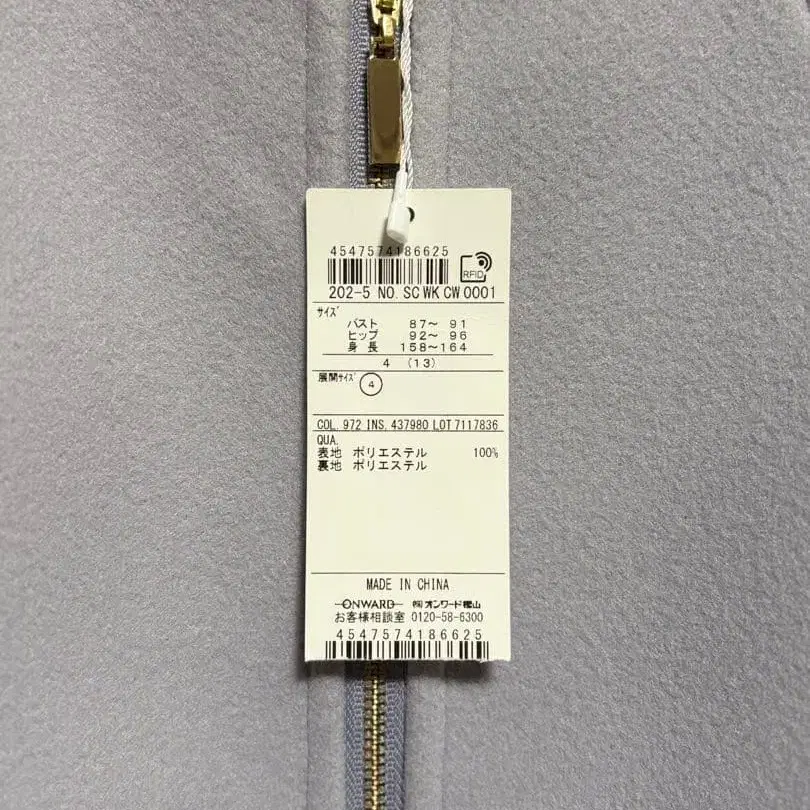 4547574186625
RFID
202-5 NO. SCWKCW0001
サイズ
バスト 87～ 91
ヒップ 92～ 96
身長 158～164
4 (13)
展開サイズ 4
COL. 972 INS. 437980 LOT 7117836
QUA.
表地 ポリエステル 100%
裏地 ポリエステル
MADE IN CHINA
ONWARD ㈱オンワード樫山
お客様相談室 0120-58-6300
4547574186625